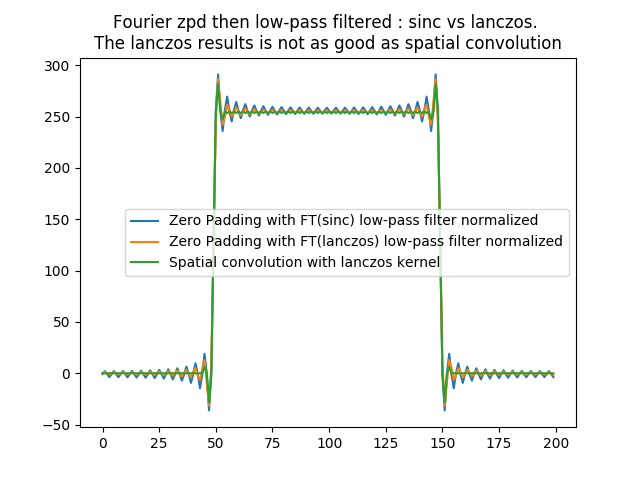 Fourier zpd then low-pass filtered : sinc vs lanczos.
The lanczos results is not as good as spatial convolution
300
250
200
150
100
50
0
−50
Zero Padding with FT(sinc) low-pass filter normalized
Zero Padding with FT(lanczos) low-pass filter normalized
Spatial convolution with lanczos kernel
0 25 50 75 100 125 150 175 200